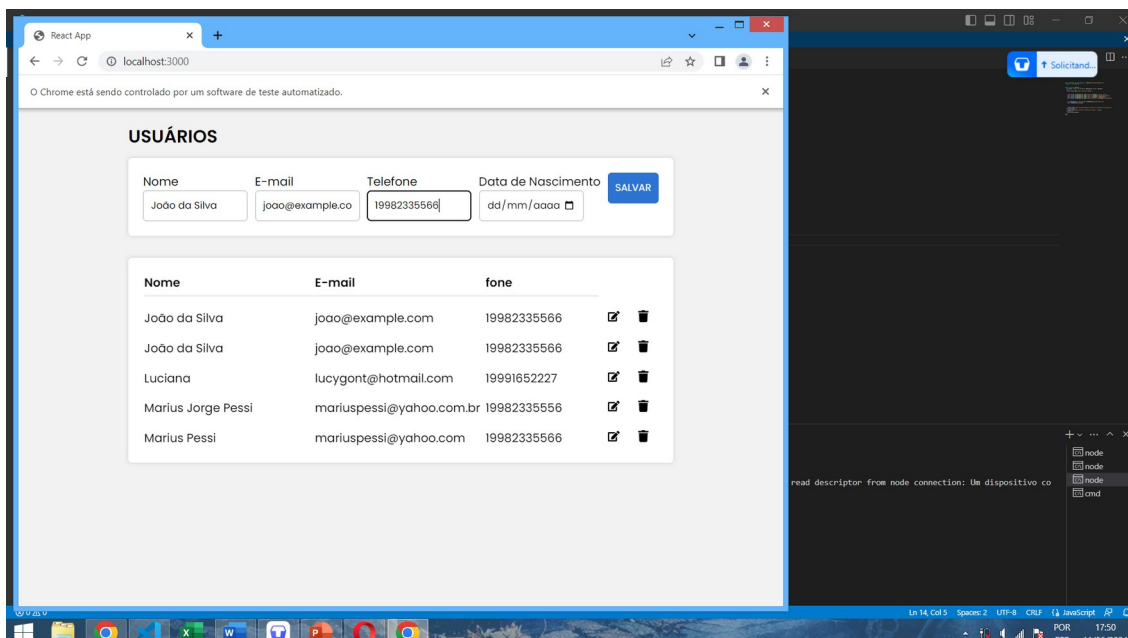 React App
localhost:3000
O Chrome está sendo controlado por um software de teste automatizado.
Solicitand...
USUÁRIOS
Nome E-mail Telefone Data de Nascimento
João da Silva joao@example.co 19982335566 dd/mm/aaaa SALVAR
Nome E-mail fone
João da Silva joao@example.com 19982335566
João da Silva joao@example.com 19982335566
Luciana lucygont@hotmail.com 19991652227
Marius Jorge Pessi mariuspessi@yahoo.com.br 19982335556
Marius Pessi mariuspessi@yahoo.com 19982335566
node
node
read descriptor from node connection: Um dispositivo co node
cmd
Ln 14, Col 5 Spaces: 2 UTF-8 CRLF JavaScript
POR 17:50